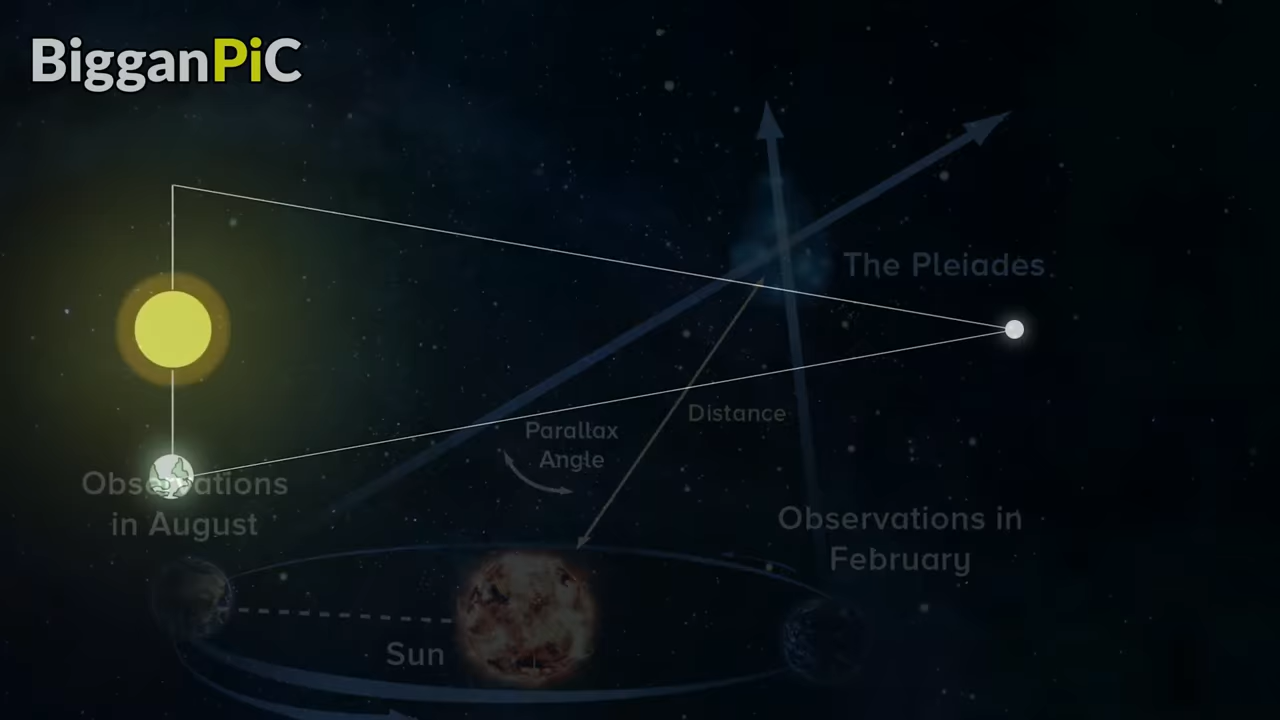 BigganPiC
The Pleiades
Distance
Parallax
Angle
Observations
in August
Observations in
February
Sun